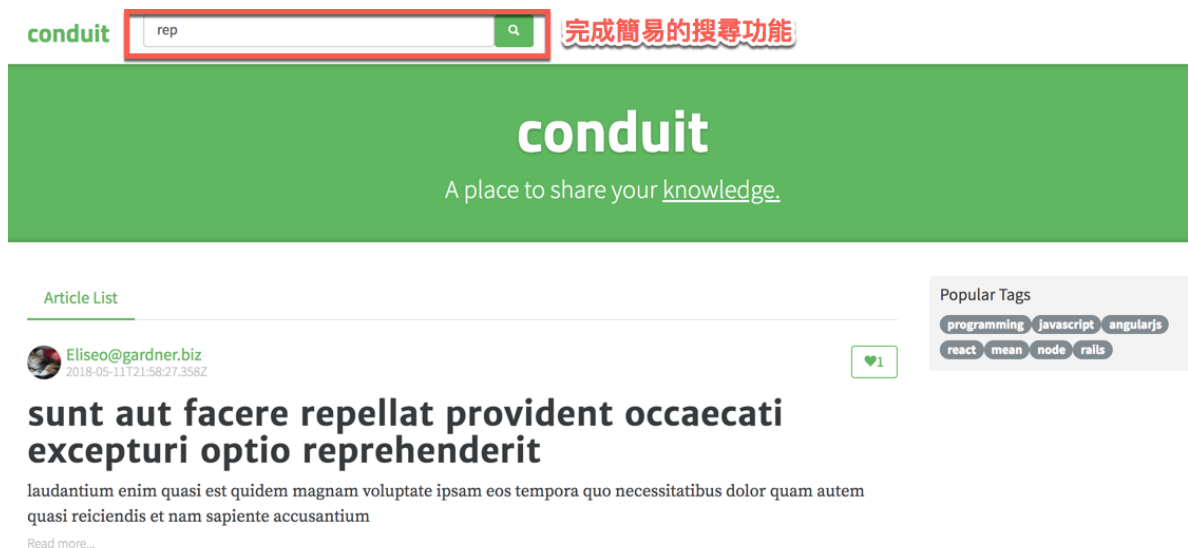 conduit
rep
完成簡易的搜尋功能
conduit
A place to share your knowledge.
Article List
Eliseo@gardner.biz
2018-05-11T21:58:27.358Z
1
sunt aut facere repellat provident occaecati
excepturi optio reprehenderit
laudantium enim quasi est quidem magnam voluptate ipsam eos tempora quo necessitatibus dolor quam autem
quasi reiciendis et nam sapiente accusantium
Read more...
Popular Tags
programming javascript angularjs
react mean node rails